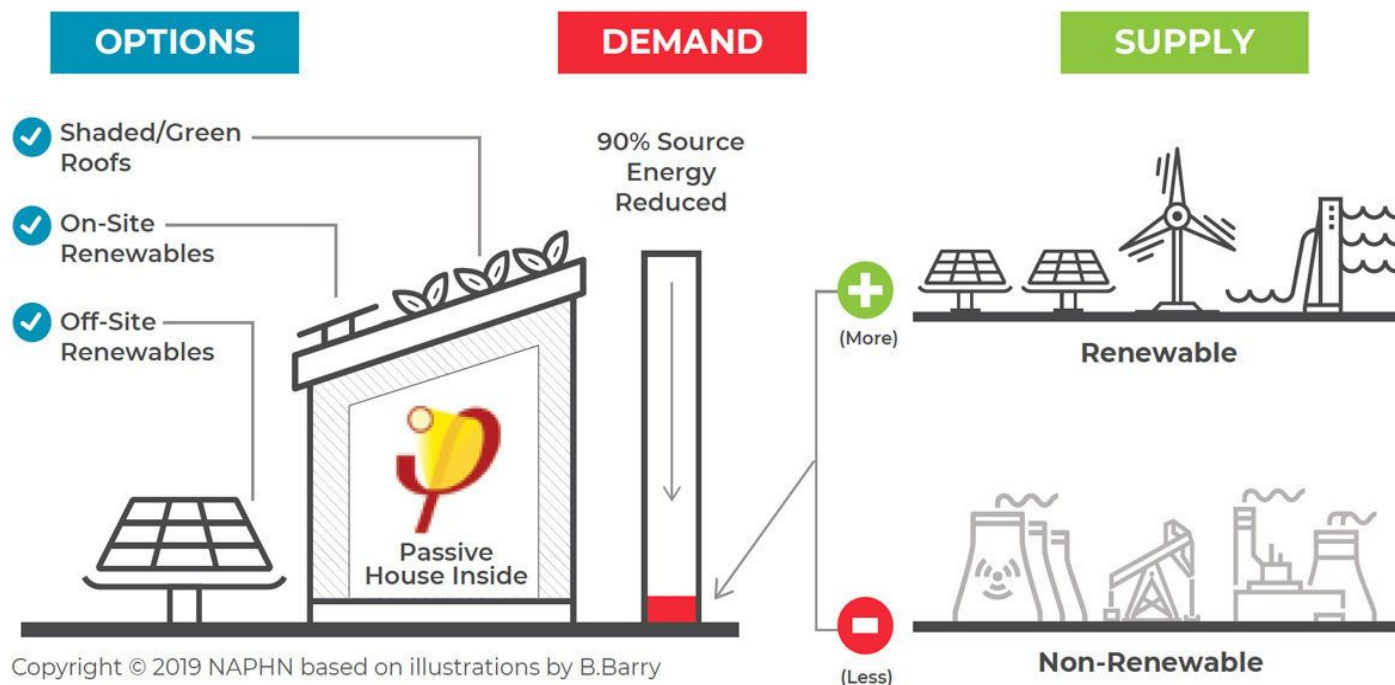 OPTIONS
DEMAND
SUPPLY
Shaded/Green
Roofs
On-Site
Renewables
Off-Site
Renewables
90% Source
Energy
Reduced
Passive
House Inside
(More)
Renewable
(Less)
Non-Renewable
Copyright © 2019 NAPHN based on illustrations by B.Barry